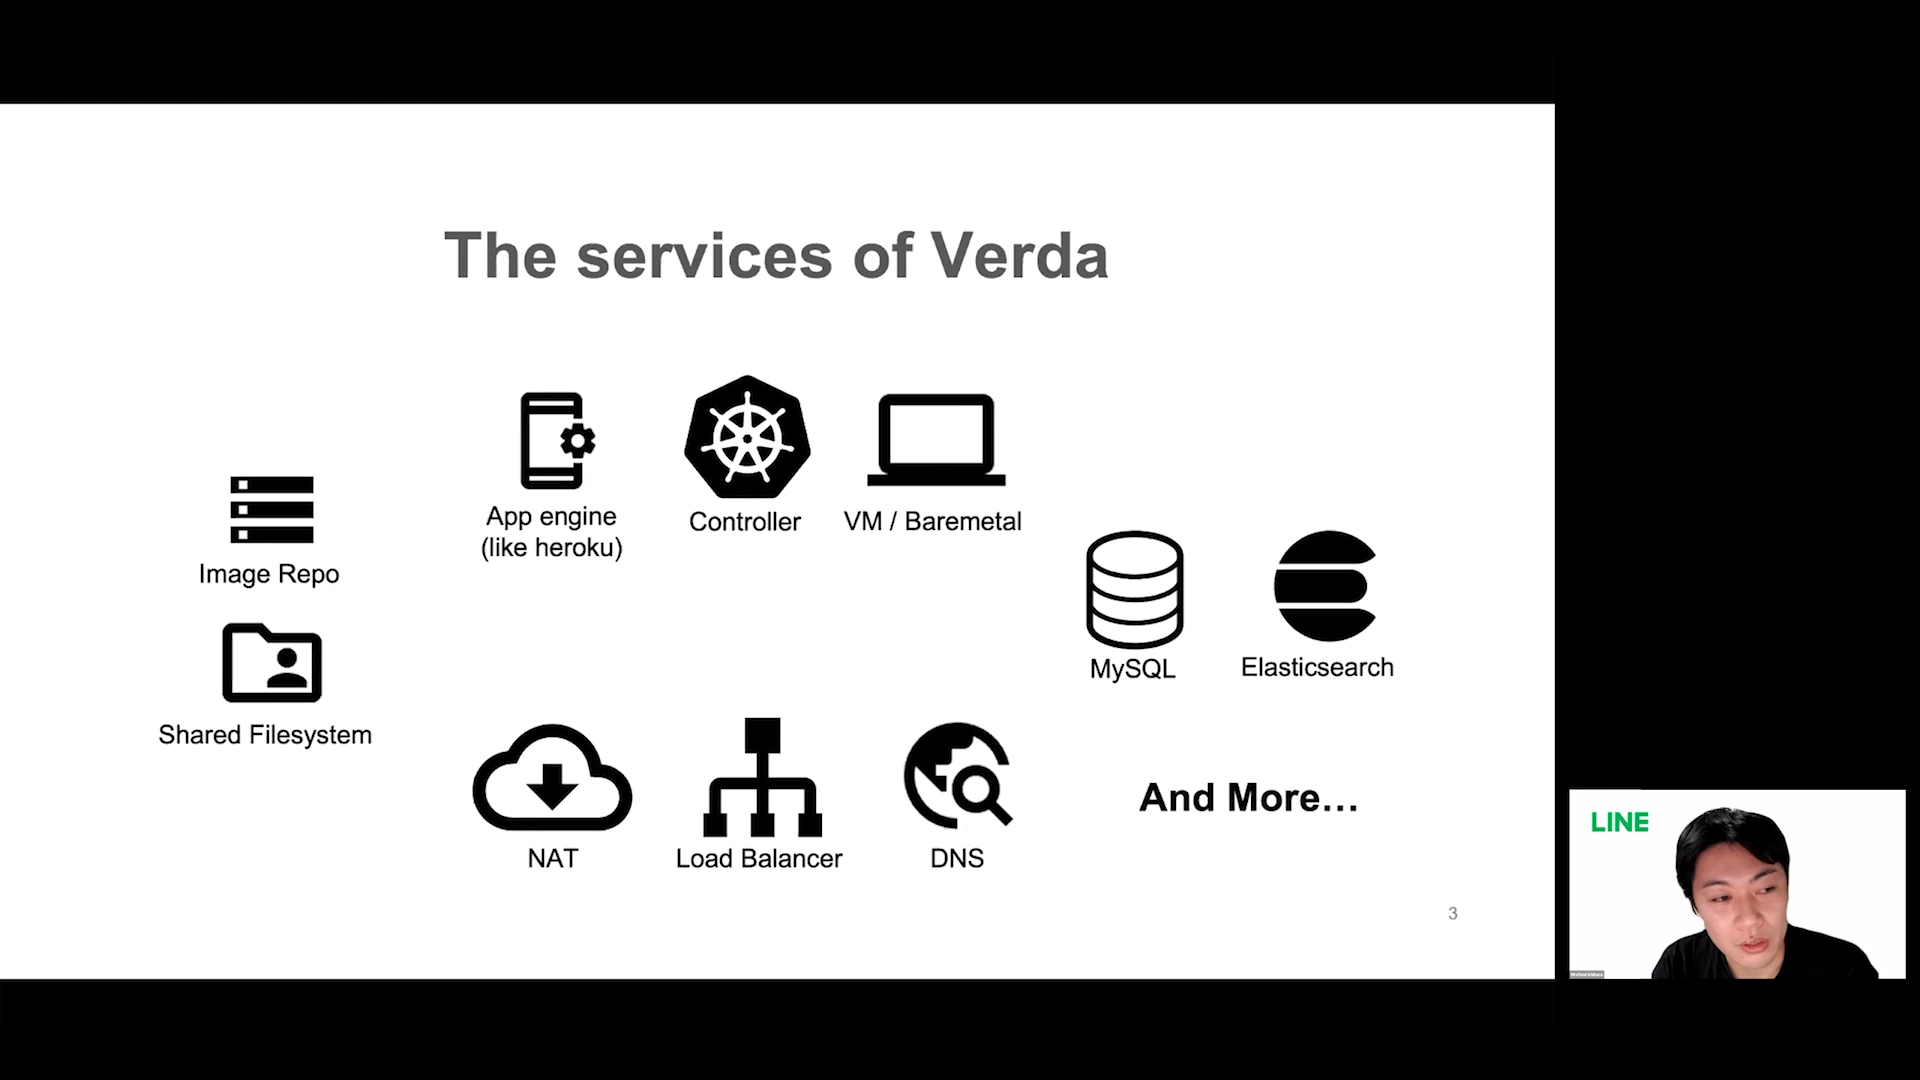 The services of Verda
App engine
(like heroku)
Controller
VM / Baremetal
Image Repo
Shared Filesystem
MySQL
Elasticsearch
NAT
Load Balancer
DNS
And More...
3
LINE